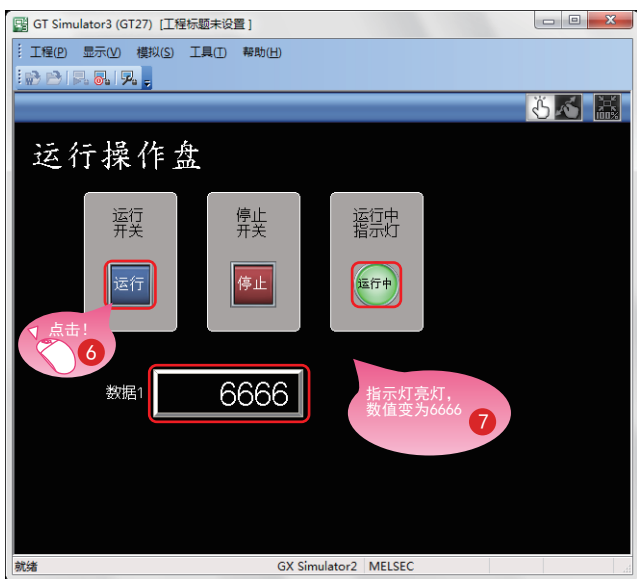 GT Simulator3 (GT27) [工程标题未设置 ]
工程(P) 显示(V) 模拟(S) 工具(T) 帮助(H)
100%
运行操作盘
运行
开关
停止
开关
运行中
指示灯
运行
停止
运行中
点击!
6
数据1
6666
指示灯亮灯,
数值变为6666
7
就绪
GX Simulator2 MELSEC